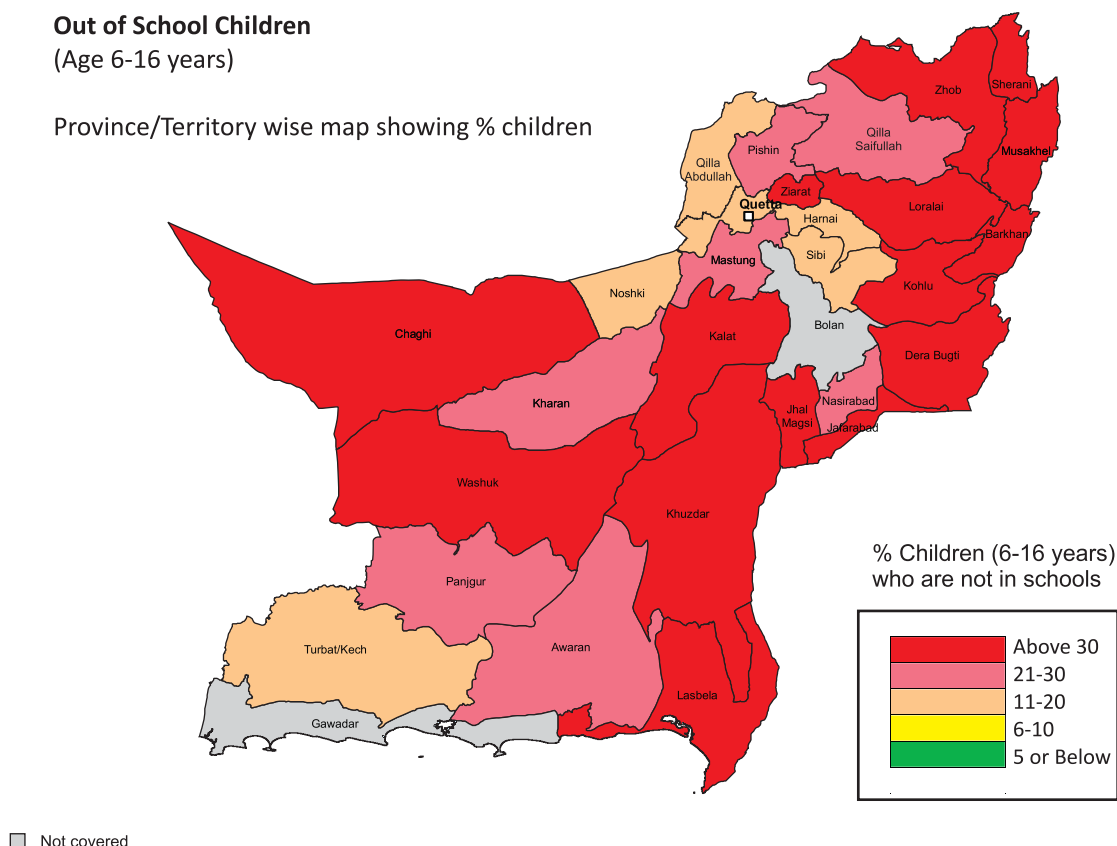 Out of School Children
(Age 6-16 years)
Province/Territory wise map showing % children
Zhob
Sherani
Qilla
Saifullah
Musakhel
Pishin
Qilla
Abdullah
Ziarat
Quetta
Loralai
Harnai
Barkhan
Sibi
Mastung
Kohlu
Noshki
Bolan
Chaghi
Kalat
Dera Bugti
Kharan
Nasirabad
Jhal
Magsi
Jafarabad
Washuk
Khuzdar
% Children (6-16 years)
who are not in schools
Panjgur
Turbat/Kech
Awaran
Above 30
21-30
11-20
6-10
5 or Below
Lasbela
Gawadar
Not covered